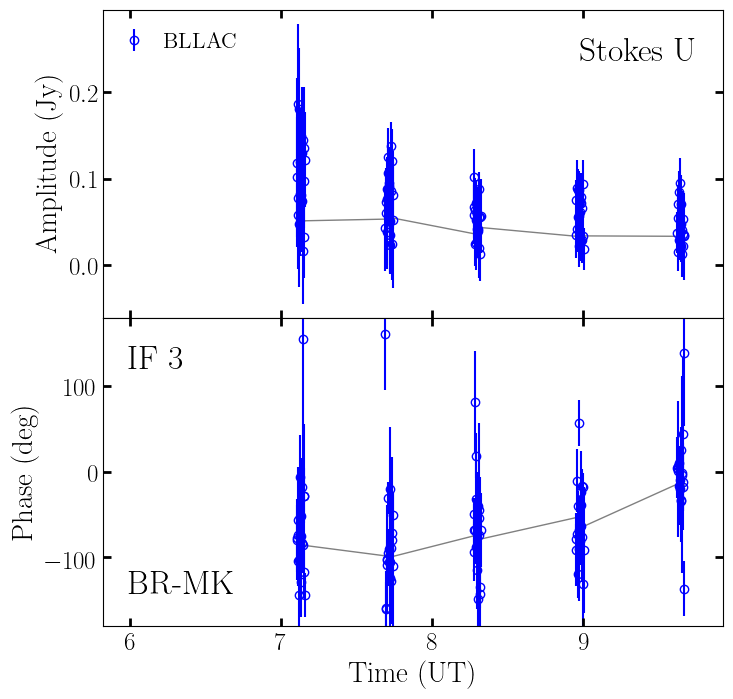 BLLAC
Stokes U
0.2
0.1
0.0
Amplitude (Jy)
IF 3
100
0
−100
Phase (deg)
BR-MK
6 7 8 9
Time (UT)